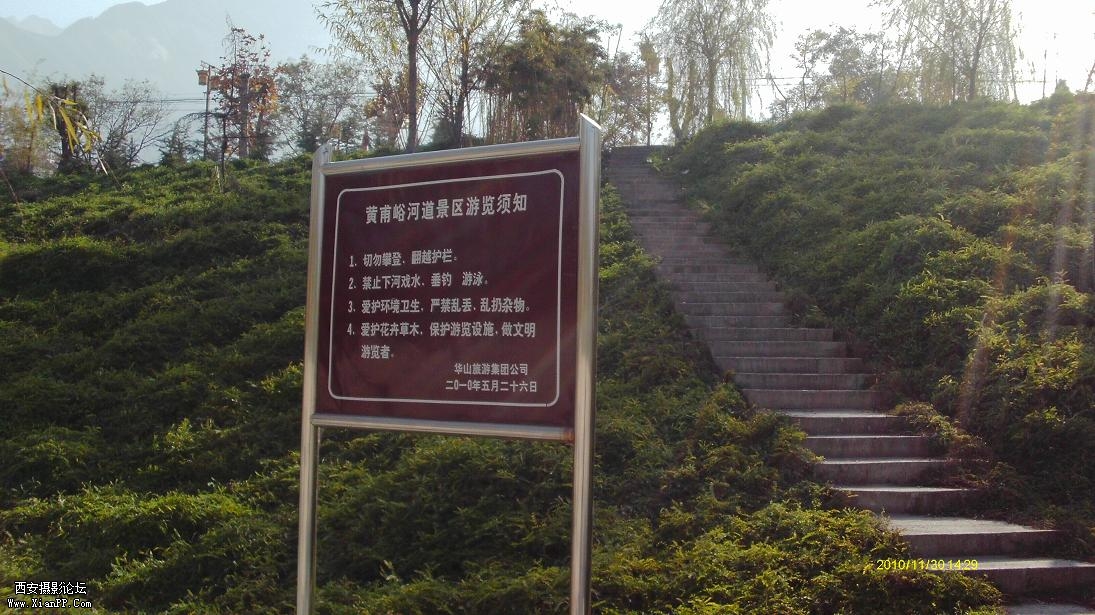 黄甫峪河道景区游览须知
1、切勿攀登、翻越护栏。
2、禁止下河戏水、垂钓 游泳。
3、爱护环境卫生，严禁乱丢、乱扔杂物。
4、爱护花卉草木，保护游览设施，做文明
游览者。
华山旅游集团公司
二○一○年五月二十六日
2010/11/30 14:29
西安摄影论坛
Www.XianPP.Com